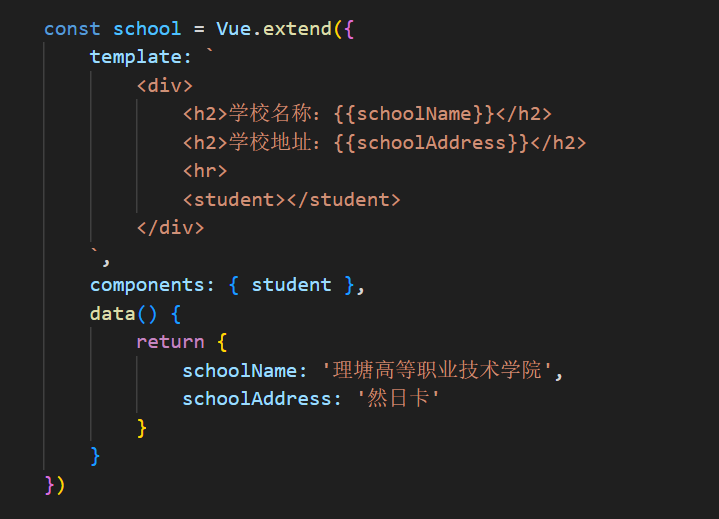 const school = Vue.extend({
    template: `
        <div>
            <h2>学校名称：{{schoolName}}</h2>
            <h2>学校地址：{{schoolAddress}}</h2>
            <hr>
            <student></student>
        </div>
    `,
    components: { student },
    data() {
        return {
            schoolName: '理塘高等职业技术学院',
            schoolAddress: '然日卡'
        }
    }
})